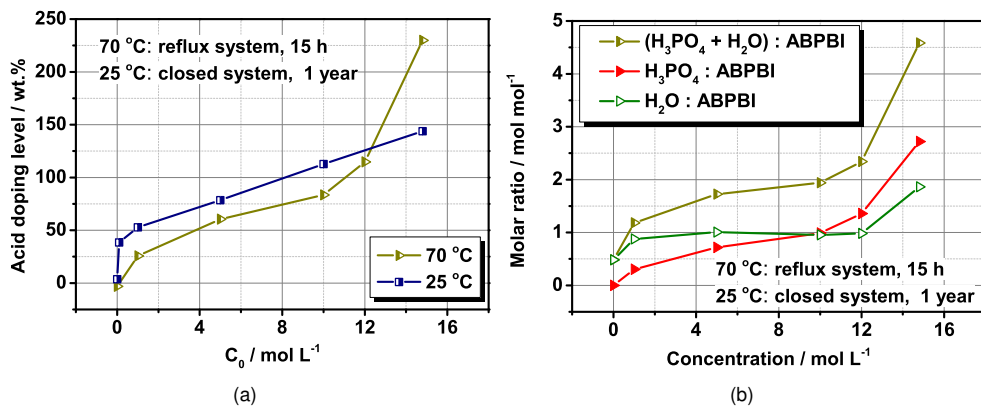 Acid doping level / wt.%
250
200
150
100
50
0
70 °C: reflux system, 15 h
25 °C: closed system, 1 year
70 °C
25 °C
0 4 8 12 16
C₀ / mol L⁻¹
(a)
Molar ratio / mol mol⁻¹
5
4
3
2
1
0
(H₃PO₄ + H₂O) : ABPBI
H₃PO₄ : ABPBI
H₂O : ABPBI
70 °C: reflux system, 15 h
25 °C: closed system, 1 year
0 4 8 12 16
Concentration / mol L⁻¹
(b)